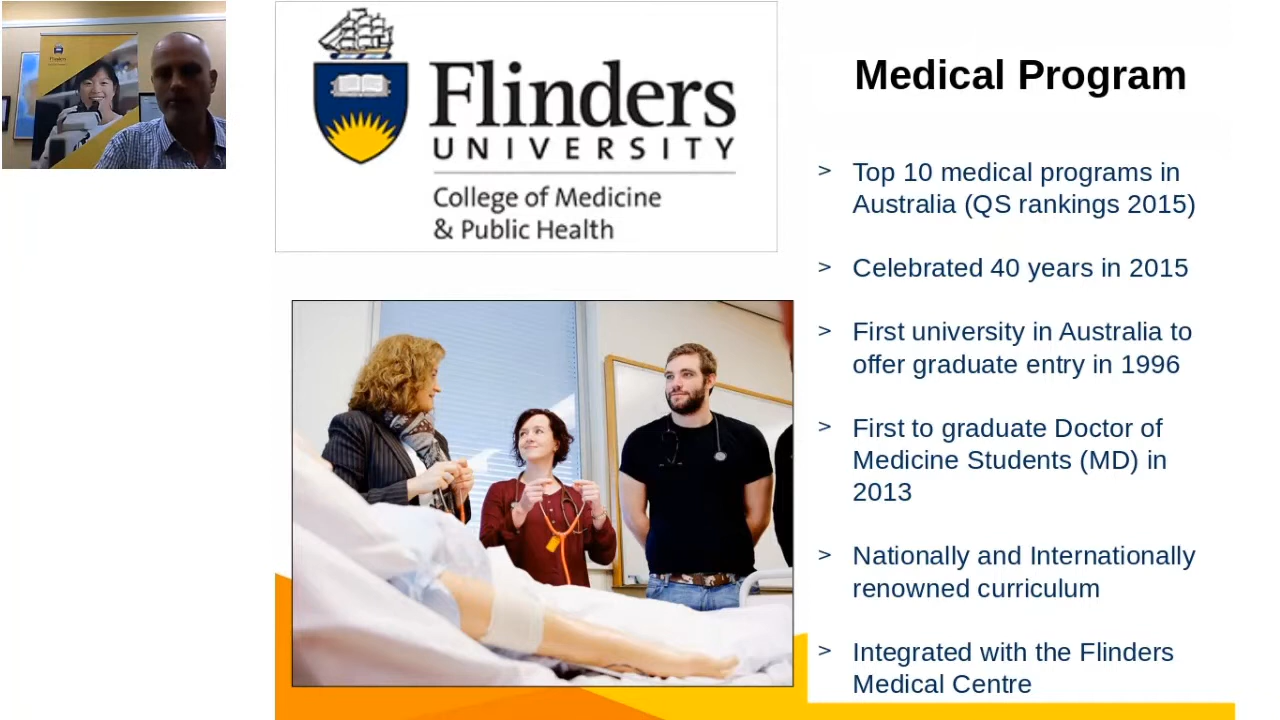 Flinders
UNIVERSITY
College of Medicine
& Public Health
Medical Program
> Top 10 medical programs in
Australia (QS rankings 2015)
> Celebrated 40 years in 2015
> First university in Australia to
offer graduate entry in 1996
> First to graduate Doctor of
Medicine Students (MD) in
2013
> Nationally and Internationally
renowned curriculum
> Integrated with the Flinders
Medical Centre